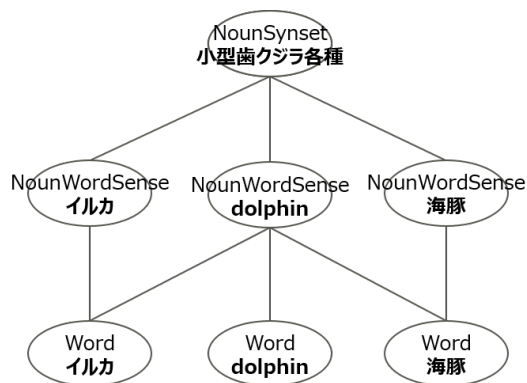 NounSynset
小型歯クジラ各種
NounWordSense
イルカ
NounWordSense
dolphin
NounWordSense
海豚
Word
イルカ
Word
dolphin
Word
海豚